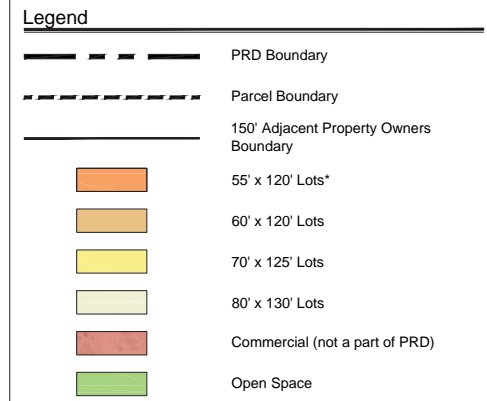 Legend
PRD Boundary
Parcel Boundary
150' Adjacent Property Owners
Boundary
55' x 120' Lots*
60' x 120' Lots
70' x 125' Lots
80' x 130' Lots
Commercial (not a part of PRD)
Open Space